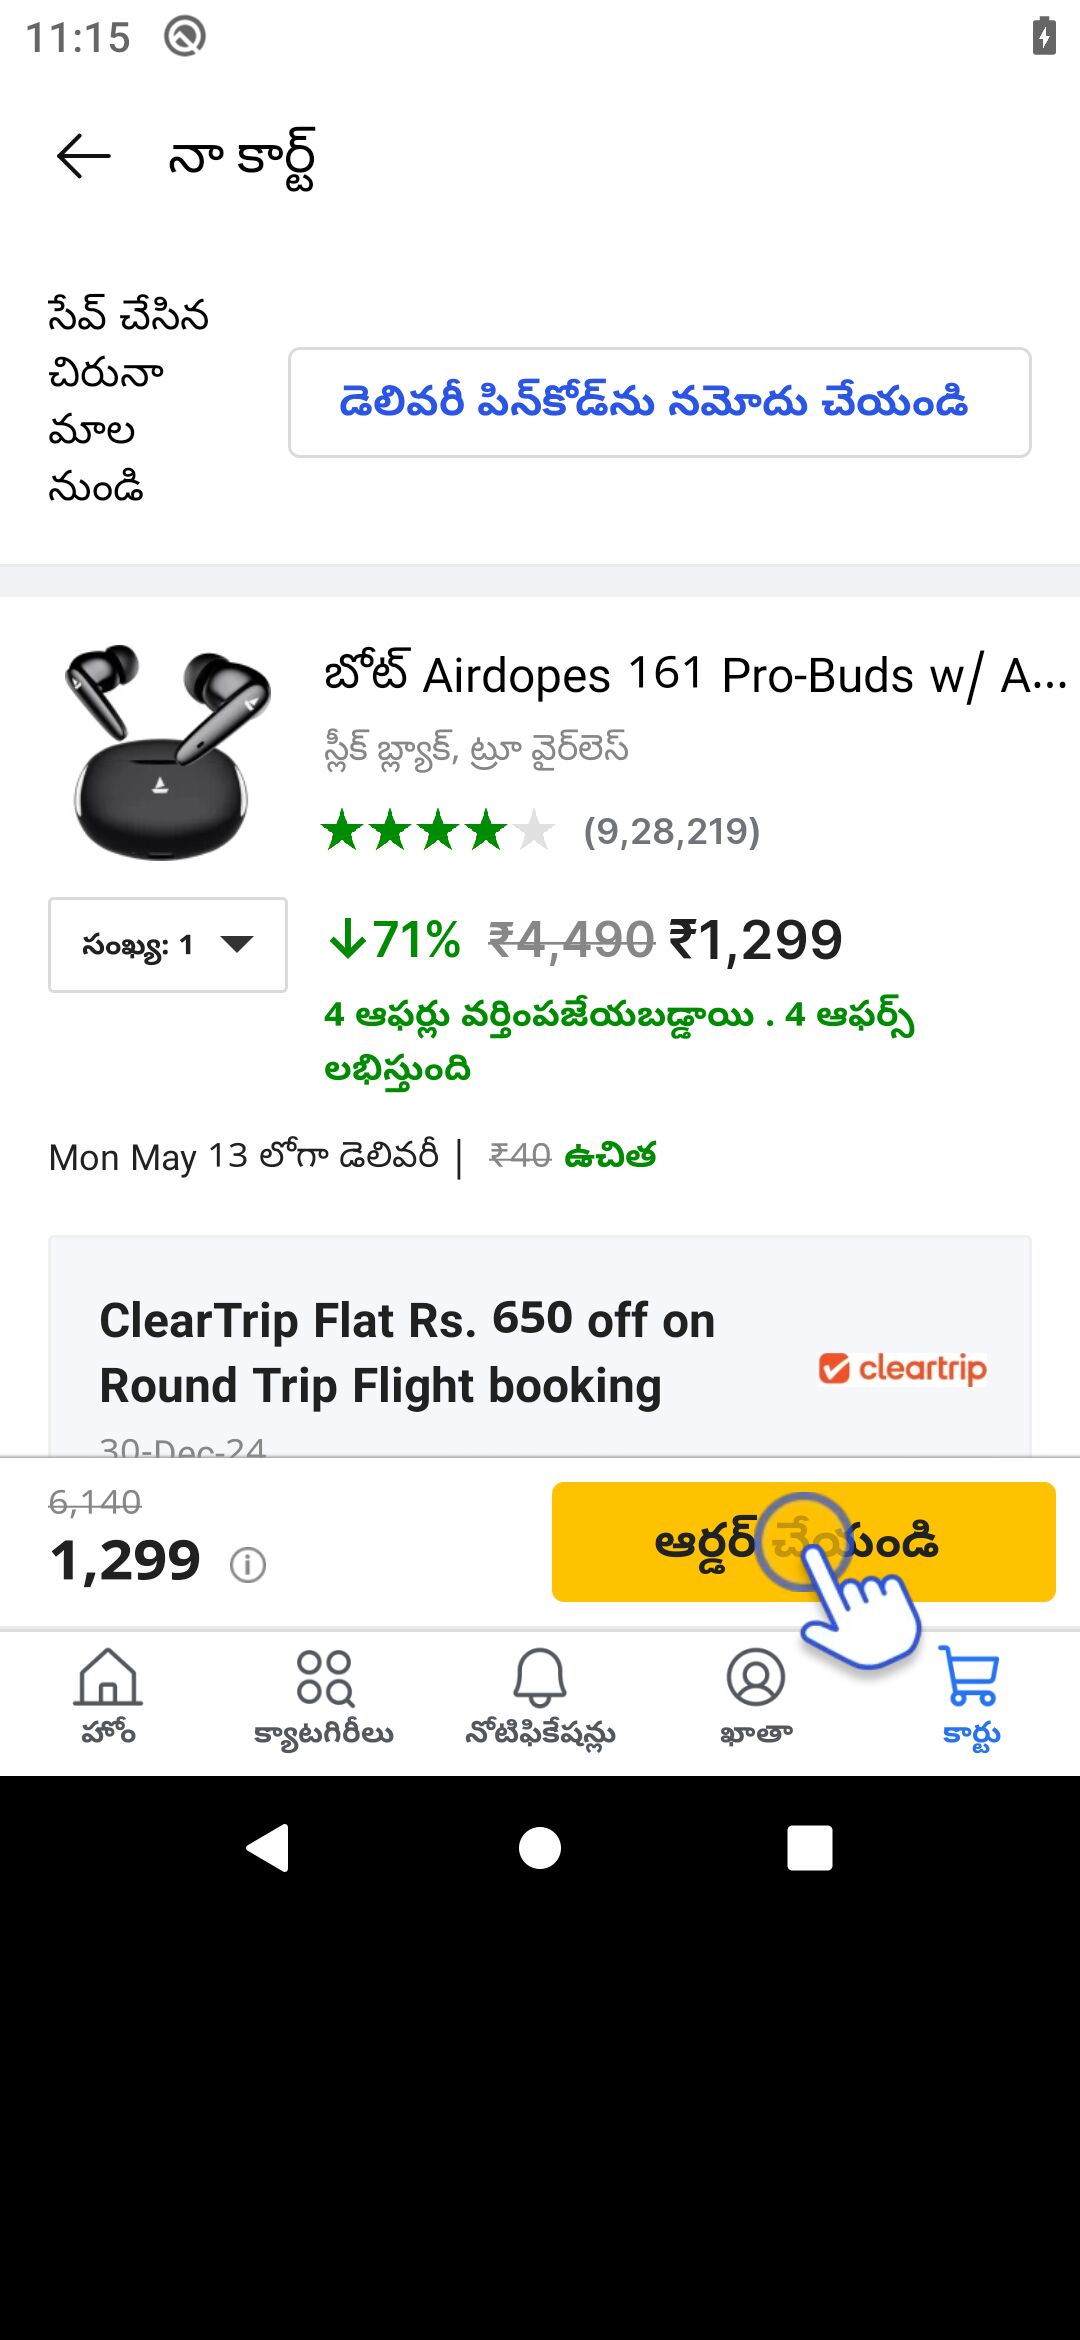 11:15
నా కార్ట్
సేవ్ చేసిన
చిరునా
మాల
నుండి
డెలివరీ పిన్‌కోడ్‌ను నమోదు చేయండి
బోట్ Airdopes 161 Pro-Buds w/ A...
స్లీక్ బ్ల్యాక్, ట్రూ వైర్‌లెస్
(9,28,219)
సంఖ్య: 1
↓71% ₹4,490 ₹1,299
4 ఆఫర్లు వర్తింపజేయబడ్డాయి . 4 ఆఫర్స్
లభిస్తుంది
Mon May 13 లోగా డెలివరీ | ₹40 ఉచిత
ClearTrip Flat Rs. 650 off on
Round Trip Flight booking
cleartrip
30-Dec-24
6,140
1,299
ఆర్డర్ చేయండి
హోం
క్యాటగిరీలు
నోటిఫికేషన్లు
ఖాతా
కార్టు